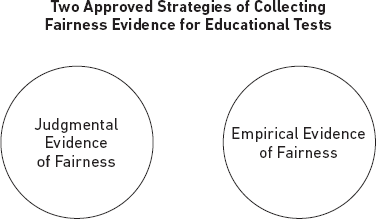 Two Approved Strategies of Collecting
Fairness Evidence for Educational Tests
Judgmental
Evidence
of Fairness
Empirical Evidence
of Fairness